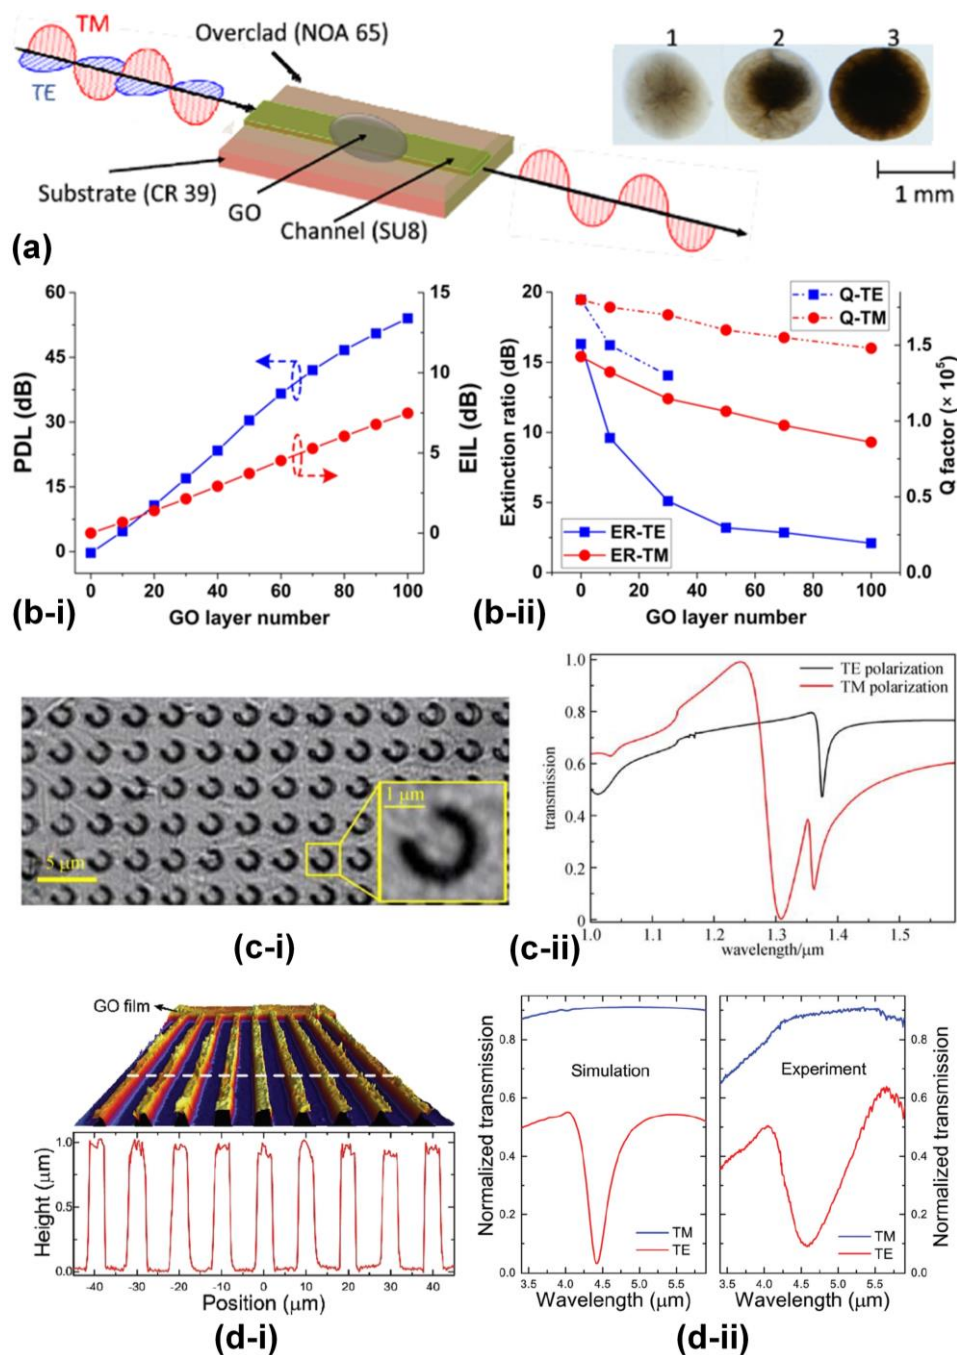 TM
TE
Overclad (NOA 65)
1 2 3
Substrate (CR 39)
GO
Channel (SU8)
1 mm
(a)
60
45
30
15
0
PDL (dB)
15
10
5
0
EIL (dB)
0 20 40 60 80 100
GO layer number
(b-i)
20
15
10
5
0
Extinction ratio (dB)
Q-TE
Q-TM
ER-TE
ER-TM
1.5
1.0
0.5
0.0
Q factor (× 10⁵)
0 20 40 60 80 100
GO layer number
(b-ii)
5 μm
1 μm
(c-i)
1.0
0.8
0.6
0.4
0.2
0
transmission
TE polarization
TM polarization
1.0 1.1 1.2 1.3 1.4 1.5
wavelength/μm
(c-ii)
GO film
1.0
0.5
0.0
Height (μm)
-40 -30 -20 -10 0 10 20 30 40
Position (μm)
(d-i)
0.9
0.6
0.4
0.2
0.0
Normalized transmission
Simulation
TM
TE
3.4 4.0 4.5 5.0 5.5
Wavelength (μm)
Normalized transmission
Experiment
TM
TE
0.8
0.6
0.4
0.2
0.0
Normalized transmission
3.4 4.0 4.5 5.0 5.5
Wavelength (μm)
(d-ii)